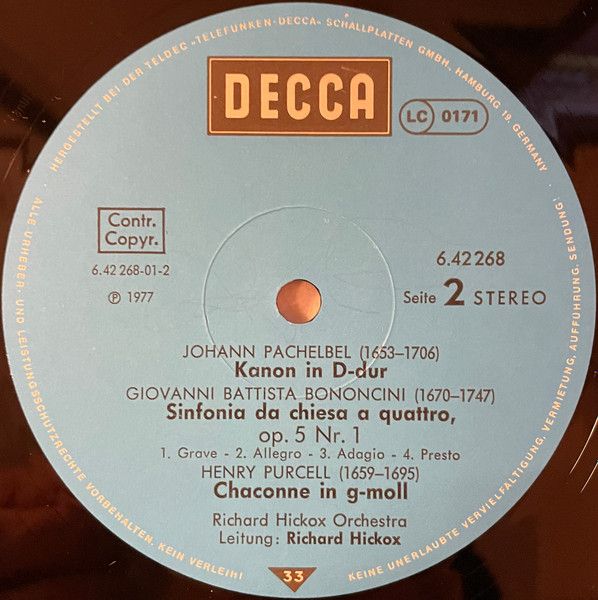 HERGESTELLT BEI DER TELDEC »TELEFUNKEN-DECCA« SCHALLPLATTEN GMBH, HAMBURG 19, GERMANY
DECCA
LC 0171
Contr.
Copyr.
6.42268-01-2
℗ 1977
6.42268
Seite 2 STEREO
JOHANN PACHELBEL (1653–1706)
Kanon in D-dur
GIOVANNI BATTISTA BONONCINI (1670–1747)
Sinfonia da chiesa a quattro,
op. 5 Nr. 1
1. Grave - 2. Allegro - 3. Adagio - 4. Presto
HENRY PURCELL (1659–1695)
Chaconne in g-moll
Richard Hickox Orchestra
Leitung: Richard Hickox
ALLE URHEBER- UND LEISTUNGSSCHUTZRECHTE VORBEHALTEN. KEIN VERLEIH!
33
KEINE UNERLAUBTE VERVIELFÄLTIGUNG, VERMIETUNG, AUFFÜHRUNG, SENDUNG!